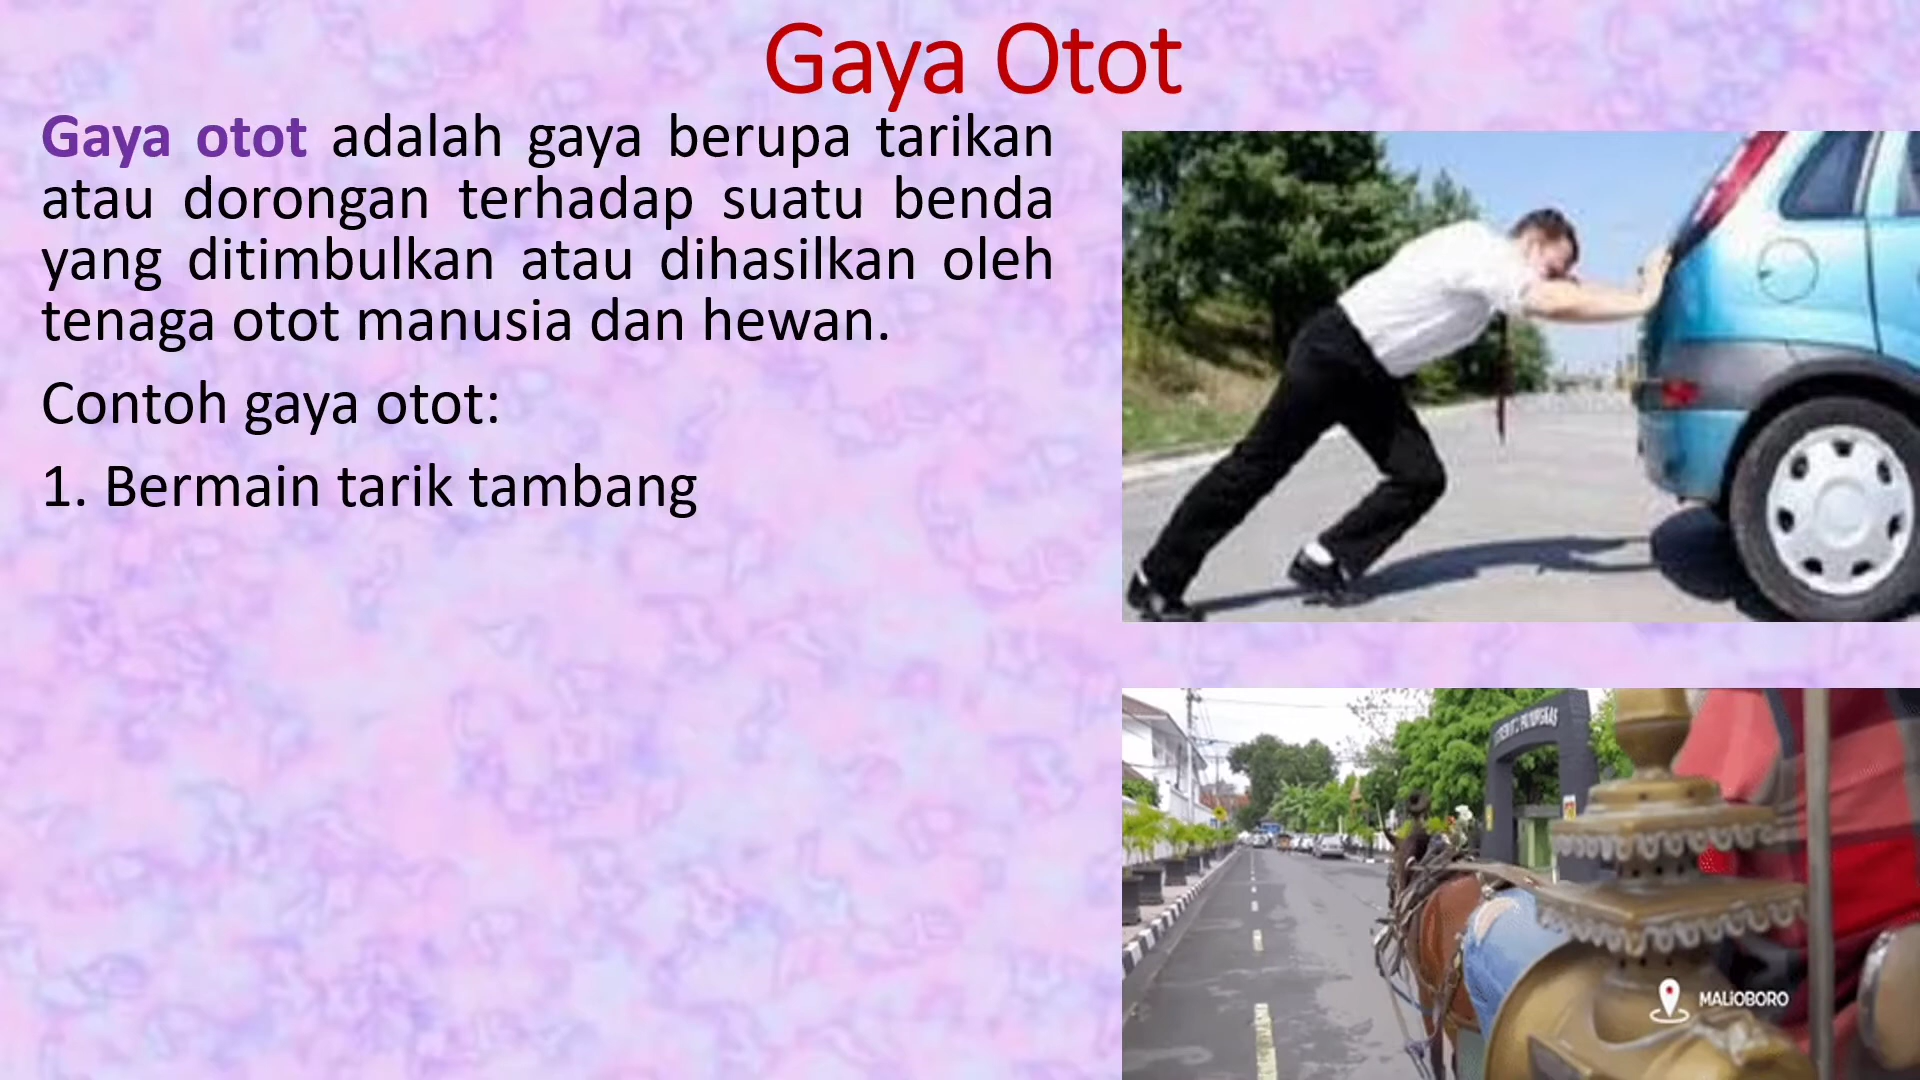 Gaya Otot
Gaya otot adalah gaya berupa tarikan
atau dorongan terhadap suatu benda
yang ditimbulkan atau dihasilkan oleh
tenaga otot manusia dan hewan.
Contoh gaya otot:
1. Bermain tarik tambang
MALIOBORO